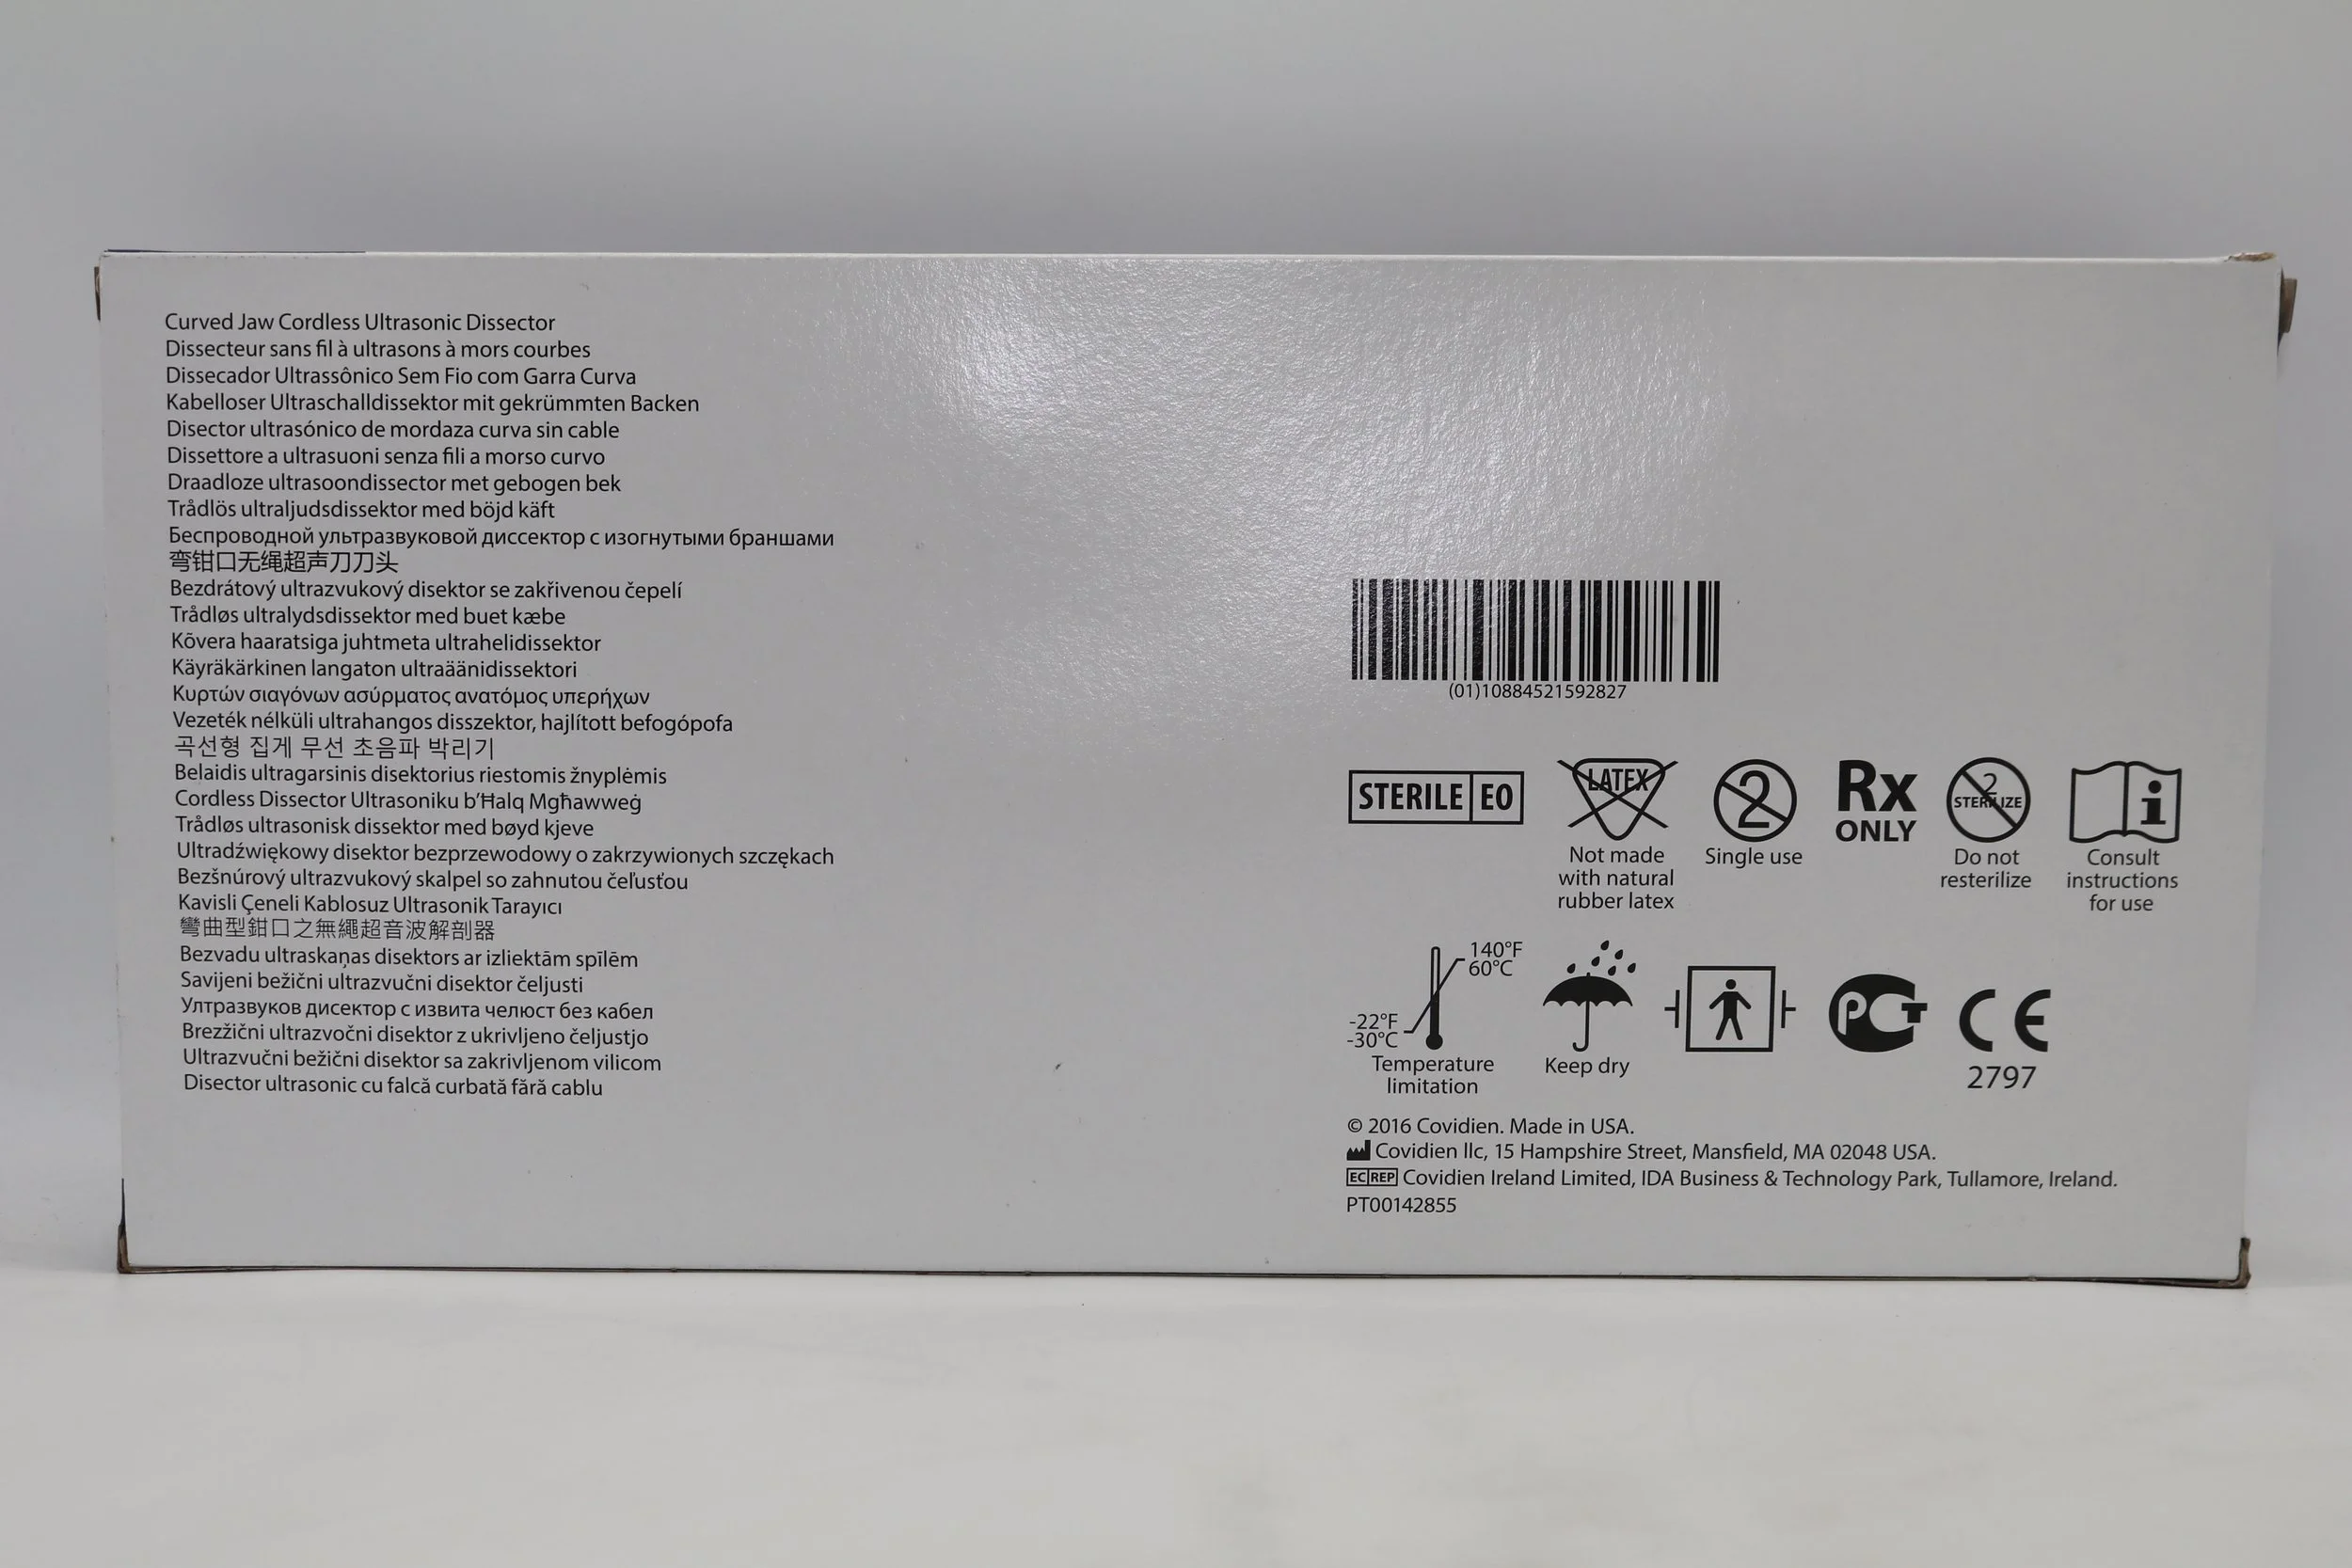 Curved Jaw Cordless Ultrasonic Dissector
Dissecteur sans fil à ultrasons à mors courbes
Dissecador Ultrassônico Sem Fio com Garra Curva
Kabelloser Ultraschalldissektor mit gekrümmten Backen
Disector ultrasónico de mordaza curva sin cable
Dissettore a ultrasuoni senza fili a morso curvo
Draadloze ultrasoondissector met gebogen bek
Trådlös ultraljudsdissektor med böjd käft
Беспроводной ультразвуковой диссектор с изогнутыми браншами
弯钳口无绳超声刀刀头
Bezdrátový ultrazvukový disektor se zakřivenou čepelí
Trådløs ultralydsdissektor med buet kæbe
Kõvera haaratsiga juhtmeta ultrahelidissektor
Käyräkärkinen langaton ultraäänidissektori
Κυρτών σιαγόνων ασύρματος ανατόμος υπερήχων
Vezeték nélküli ultrahangos disszektor, hajlított befogópofa
곡선형 집게 무선 초음파 박리기
Belaidis ultragarsinis disektorius riestomis žnyplėmis
Cordless Dissector Ultrasoniku b'Ħalq Mgħawweġ
Trådløs ultrasonisk dissektor med bøyd kjeve
Ultradźwiękowy disektor bezprzewodowy o zakrzywionych szczękach
Bezšnúrový ultrazvukový skalpel so zahnutou čeľusťou
Kavisli Çeneli Kablosuz Ultrasonik Tarayıcı
彎曲型鉗口之無繩超音波解剖器
Bezvadu ultraskaņas disektors ar izliektām spīlēm
Savijeni bežični ultrazvučni disektor čeljusti
Ултразвуков дисектор с извита челюст без кабел
Brezžični ultrazvočni disektor z ukrivljeno čeljustjo
Ultrazvučni bežični disektor sa zakrivljenom vilicom
Disector ultrasonic cu falcă curbată fără cablu
(01)10884521592827
STERILE EO
LATEX
Not made
with natural
rubber latex
2
Single use
Rx
ONLY
2
STERILIZE
Do not
resterilize
i
Consult
instructions
for use
140°F
60°C
-22°F
-30°C
Temperature
limitation
Keep dry
РСТ
CE
2797
© 2016 Covidien. Made in USA.
Covidien llc, 15 Hampshire Street, Mansfield, MA 02048 USA.
EC REP Covidien Ireland Limited, IDA Business & Technology Park, Tullamore, Ireland.
PT00142855